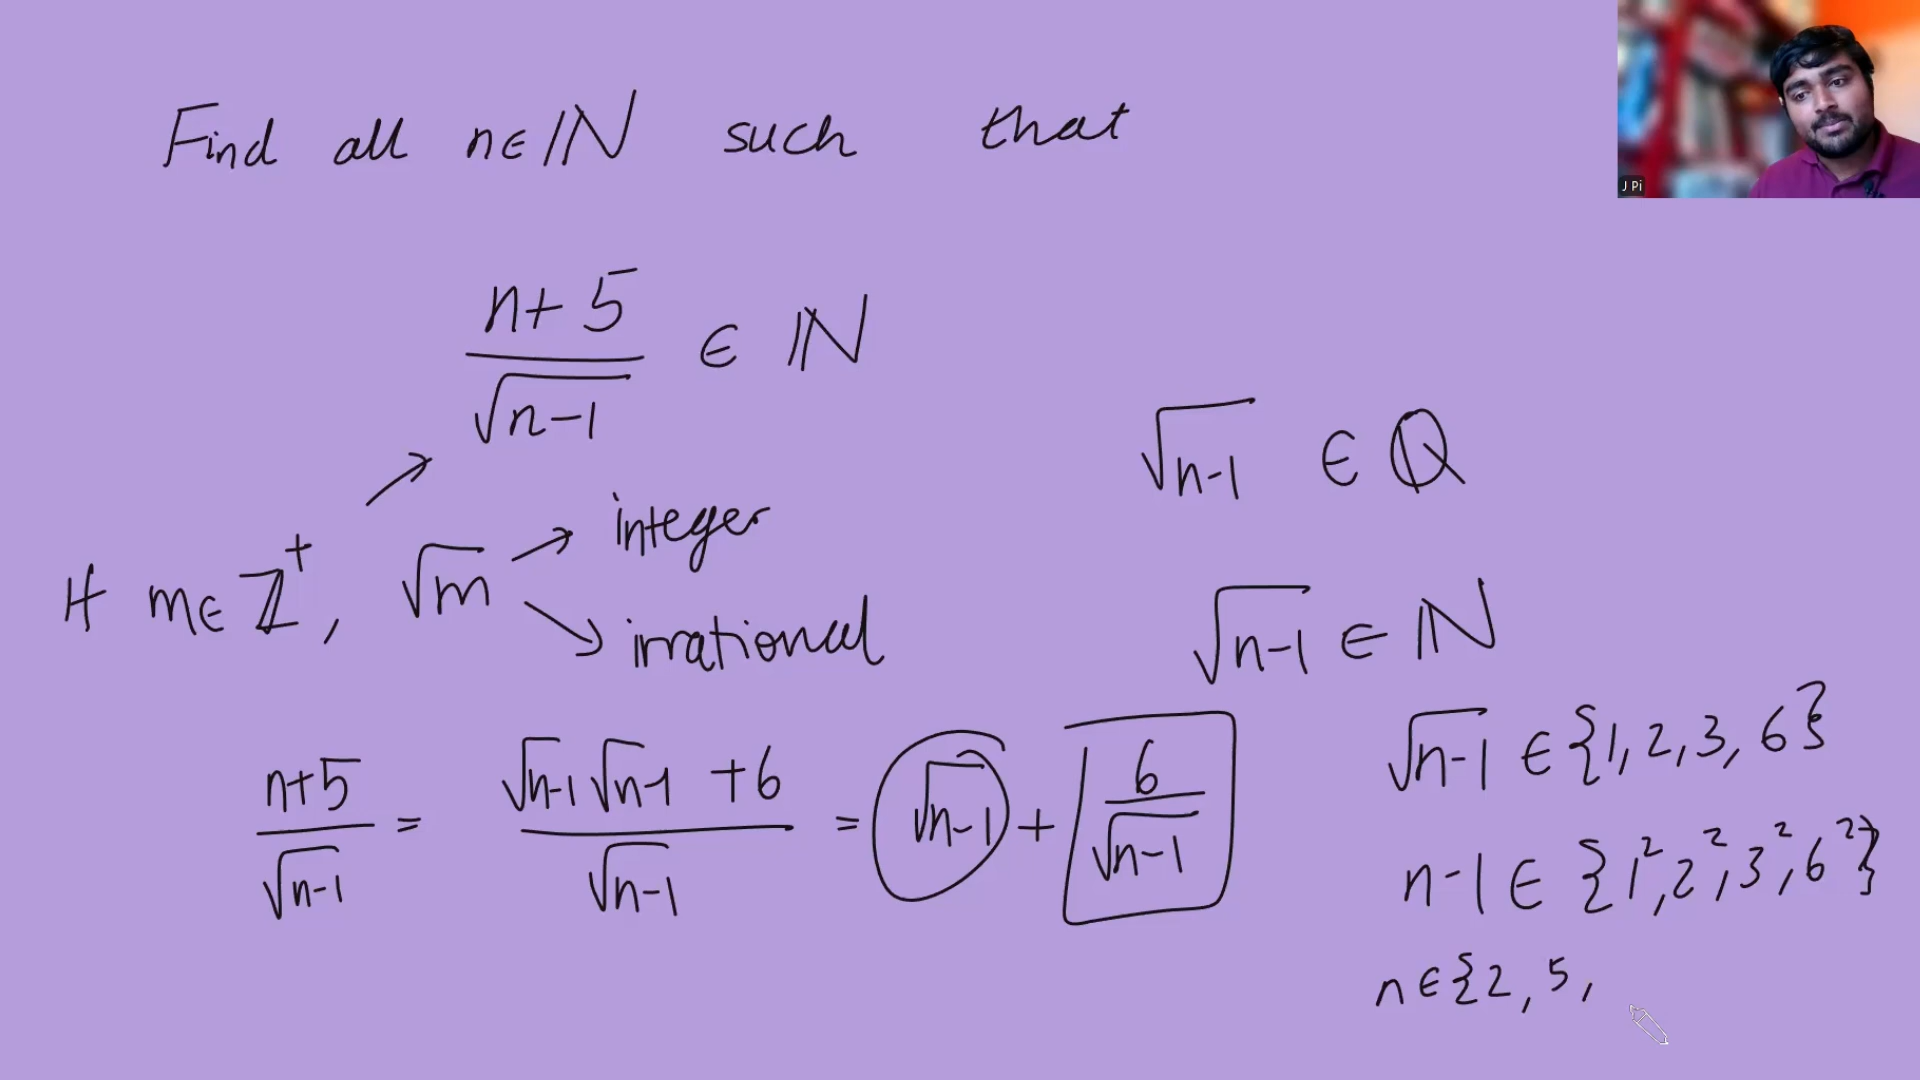 Find all n∈ℕ such that
J Pi
n+5/√n-1 ∈ ℕ
If m∈ℤ⁺, √m → integer
→ irrational
√n-1 ∈ ℚ
√n-1 ∈ ℕ
n+5/√n-1 = √n-1 √n-1 +6/√n-1 = √n-1 + 6/√n-1
√n-1 ∈ {1, 2, 3, 6}
n-1 ∈ {1², 2², 3², 6²}
n∈{2, 5,